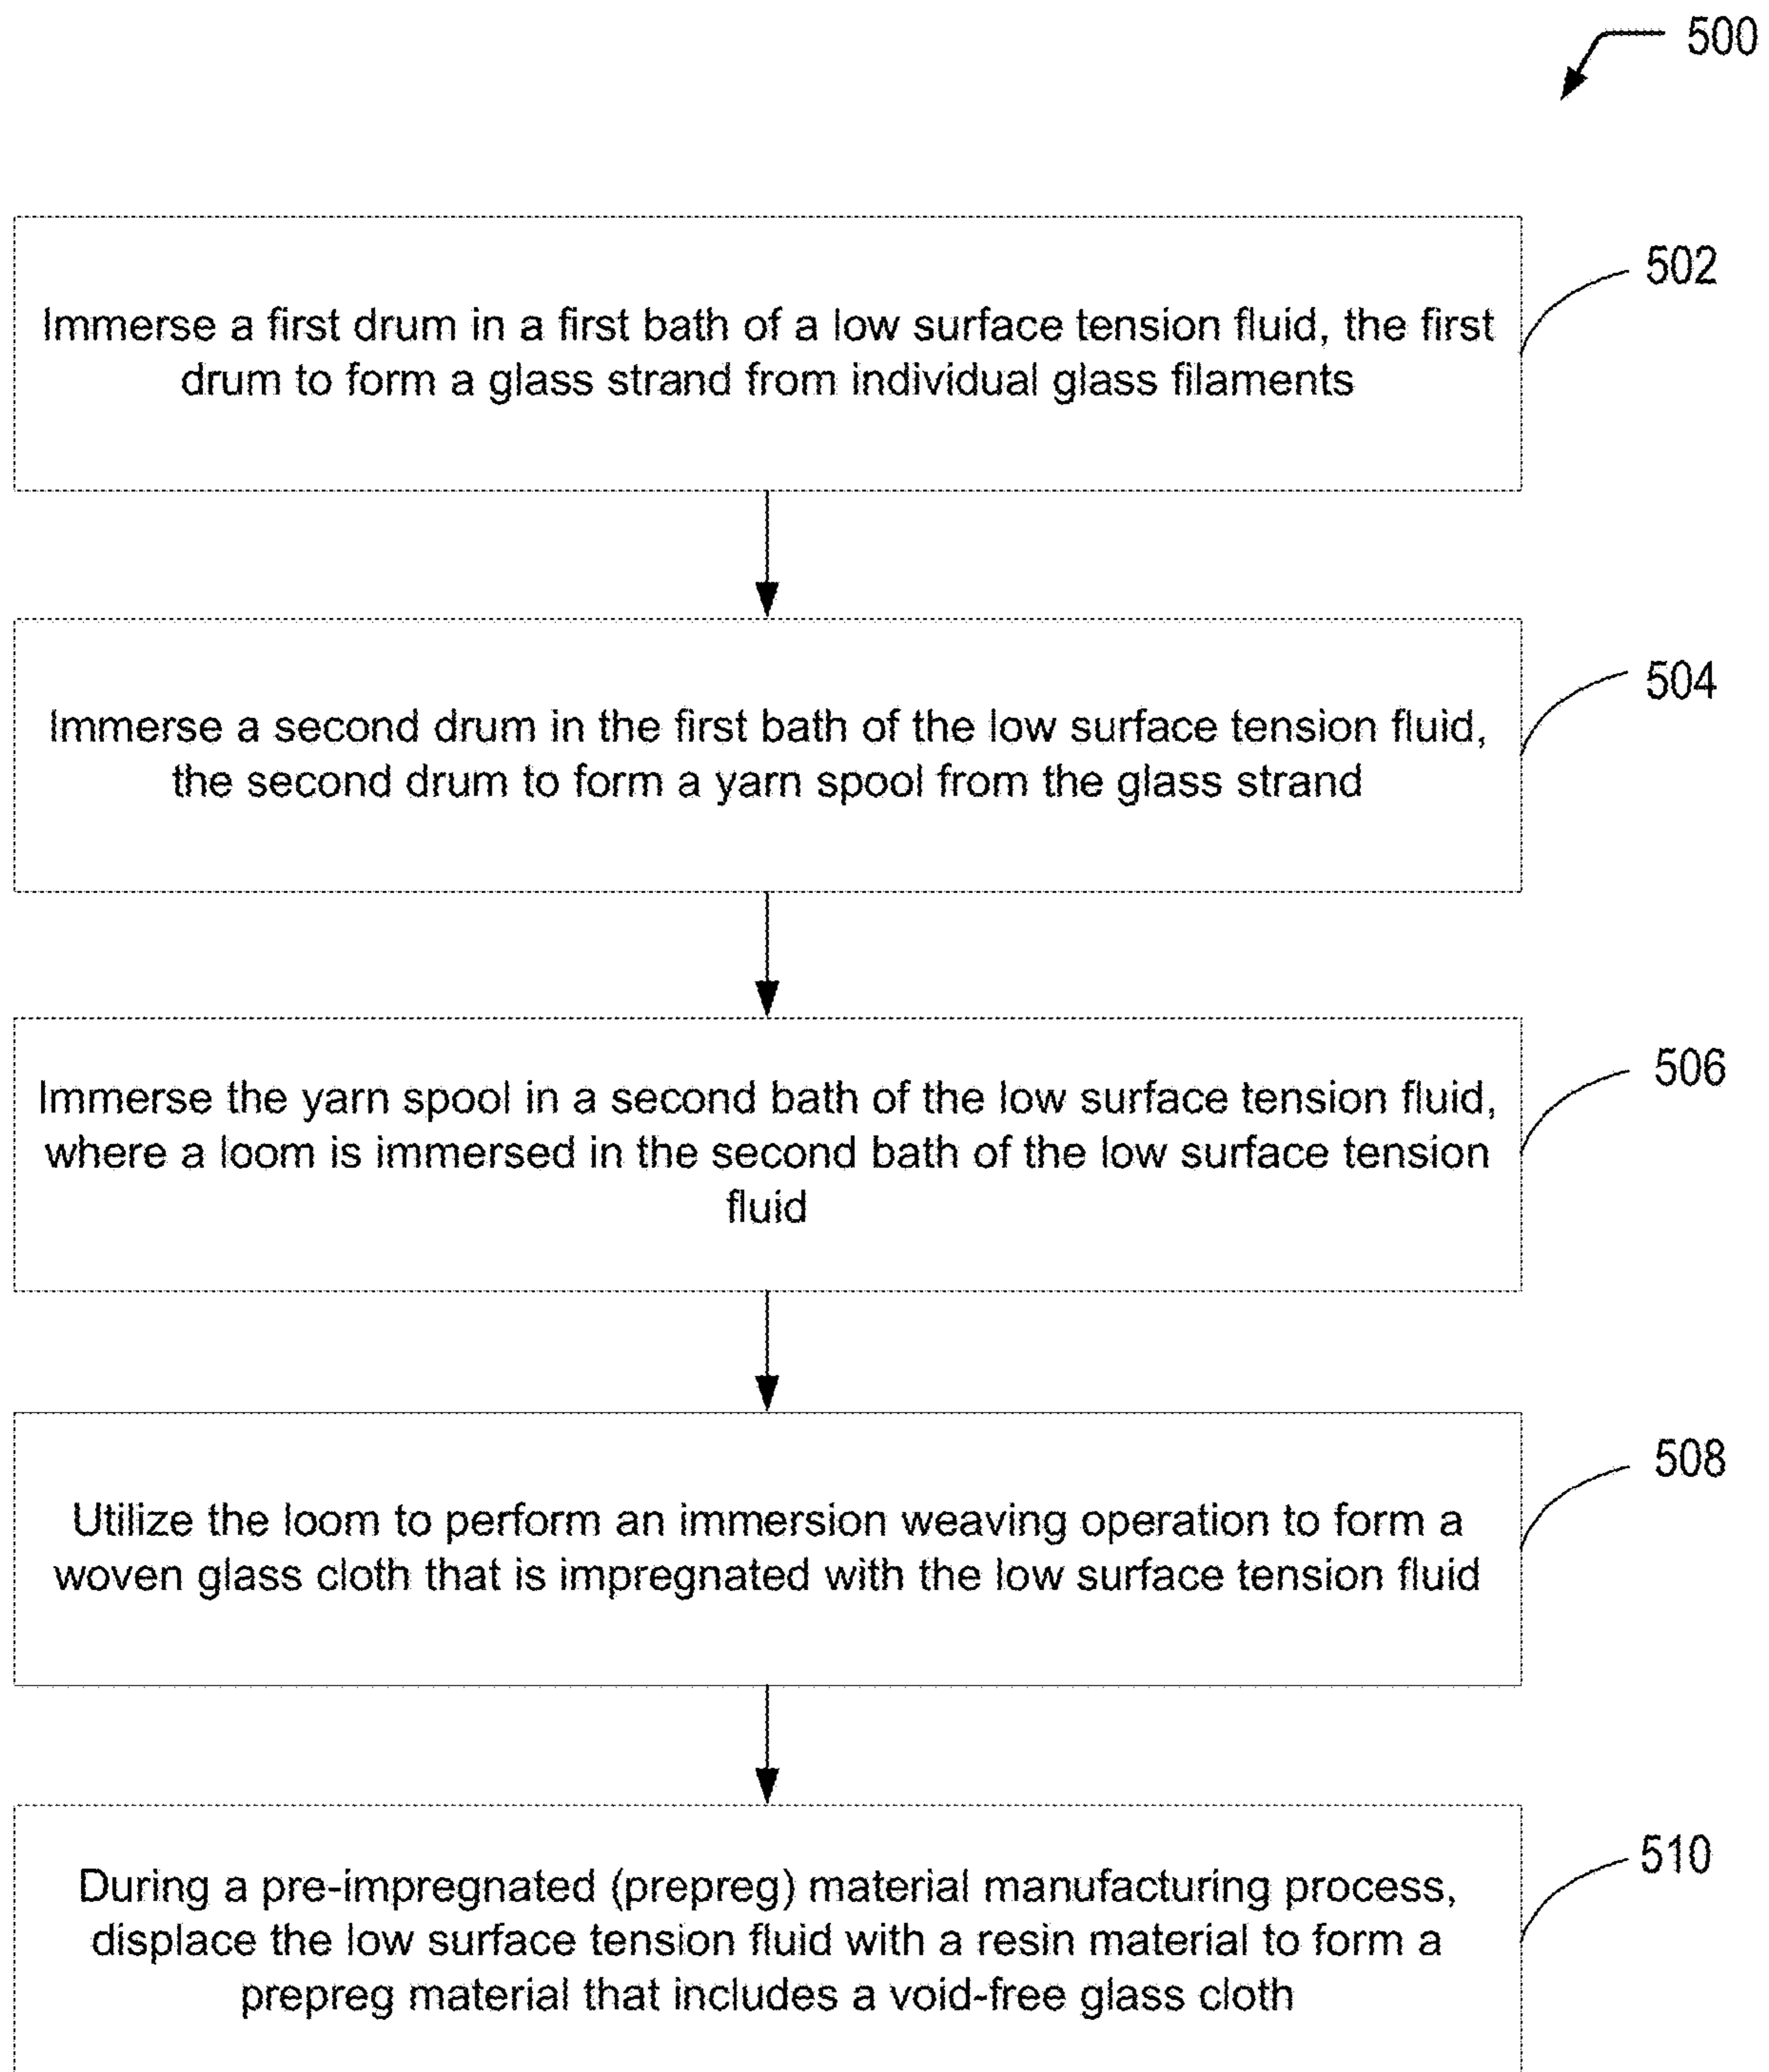 500
Immerse a first drum in a first bath of a low surface tension fluid, the first
drum to form a glass strand from individual glass filaments
502
Immerse a second drum in the first bath of the low surface tension fluid,
the second drum to form a yarn spool from the glass strand
504
Immerse the yarn spool in a second bath of the low surface tension fluid,
where a loom is immersed in the second bath of the low surface tension
fluid
506
Utilize the loom to perform an immersion weaving operation to form a
woven glass cloth that is impregnated with the low surface tension fluid
508
During a pre-impregnated (prepreg) material manufacturing process,
displace the low surface tension fluid with a resin material to form a
prepreg material that includes a void-free glass cloth
510